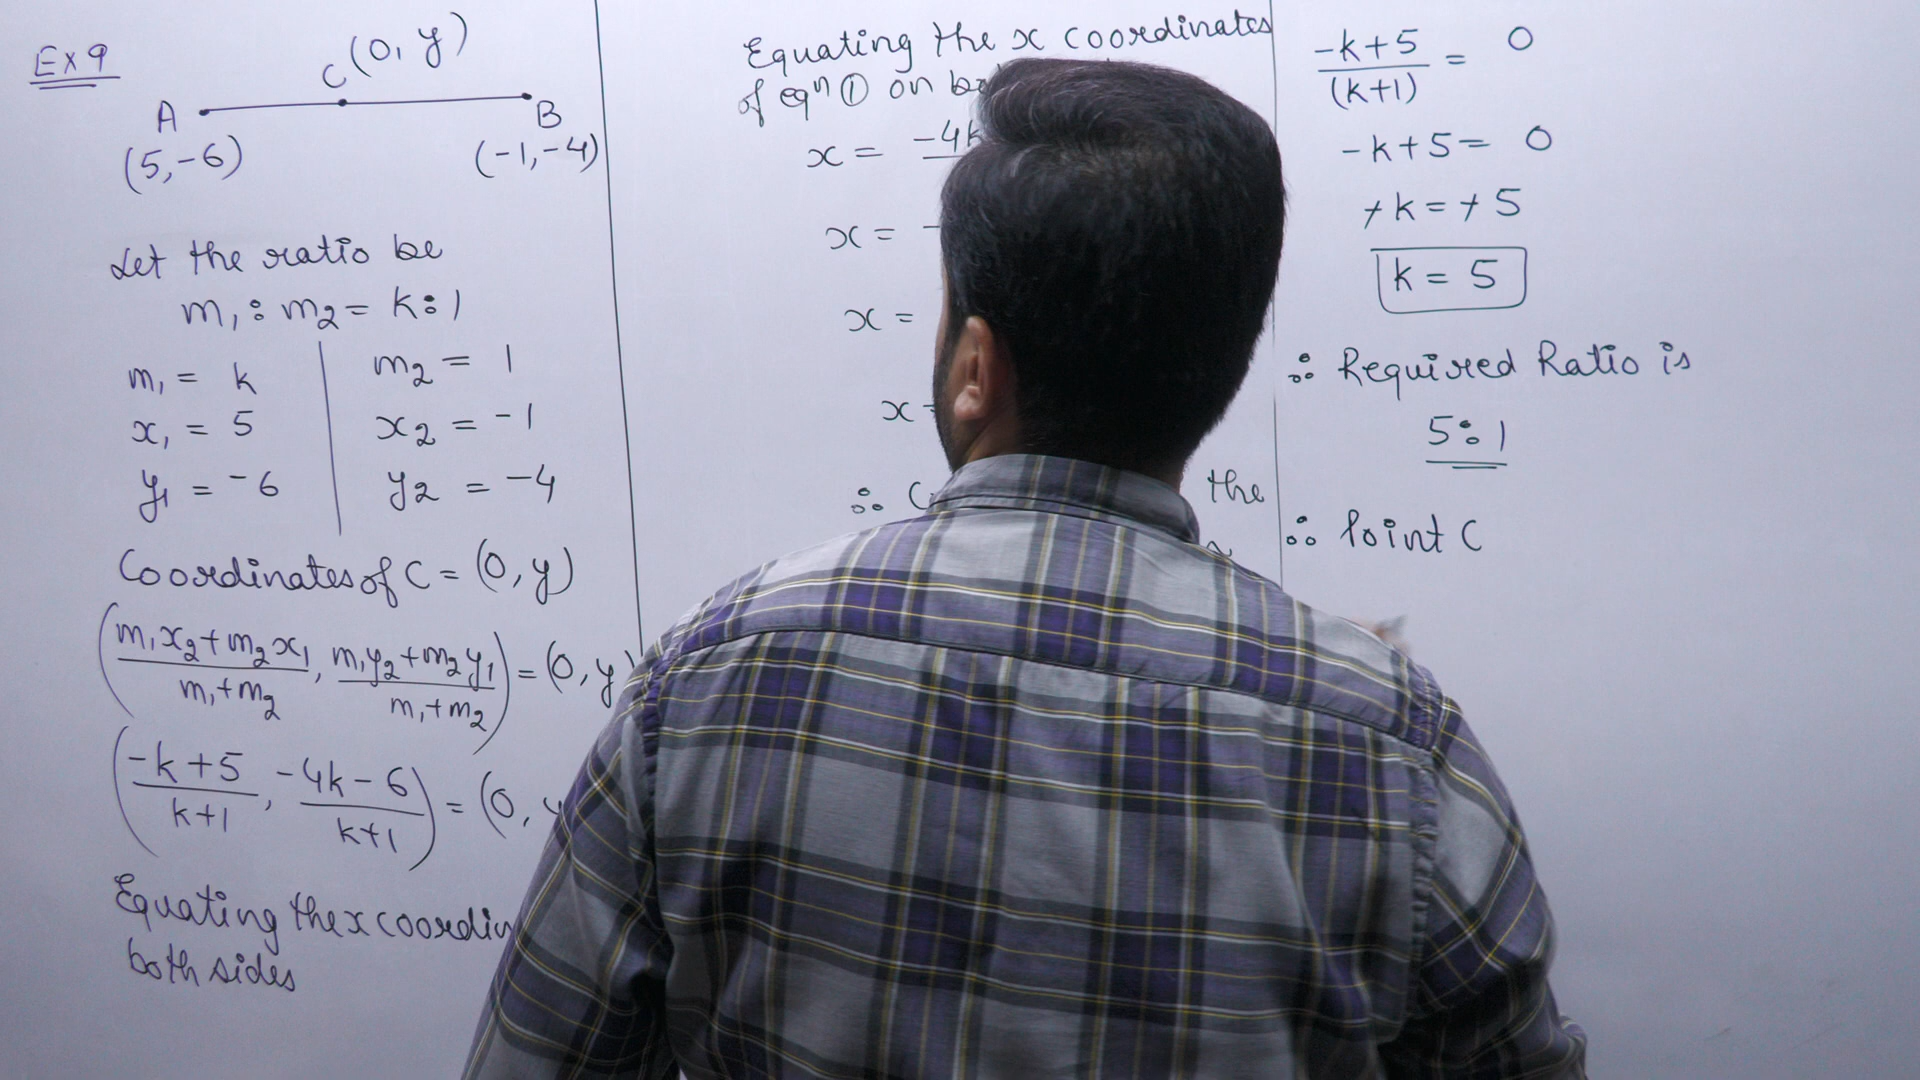 Ex 9
C (0, y)
A B
(5, -6) (-1, -4)
Let the ratio be
m₁ : m₂ = k : 1
m₁ = k m₂ = 1
x₁ = 5 x₂ = -1
y₁ = -6 y₂ = -4
Coordinates of C = (0, y)
(m₁x₂ + m₂x₁ / m₁ + m₂, m₁y₂ + m₂y₁ / m₁ + m₂) = (0, y)
(-k + 5 / k + 1, -4k - 6 / k + 1) = (0,
Equating the x
both sides
Equating the x coordinates
of eqⁿ ① on
x = -4k
x = -
x =
x =
∴
the
-k + 5 / (k + 1) = 0
-k + 5 = 0
+k = +5
k = 5
∴ Required Ratio is
5 : 1
∴ Point C